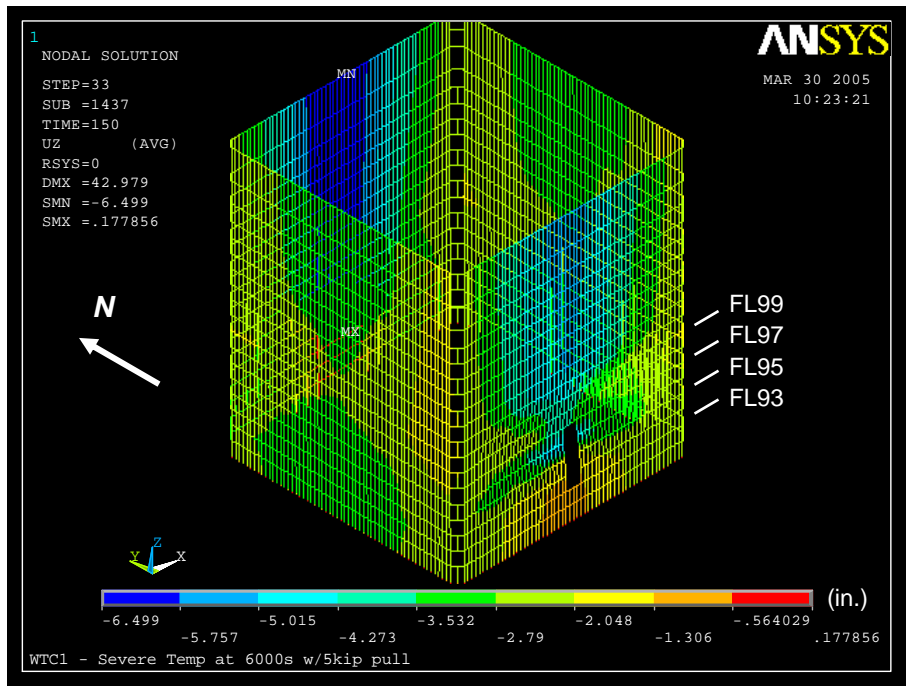 1
NODAL SOLUTION
STEP=33
SUB =1437
TIME=150
UZ (AVG)
RSYS=0
DMX =42.979
SMN =-6.499
SMX =.177856
ANSYS
MAR 30 2005
10:23:21
MN
MX
N
FL99
FL97
FL95
FL93
Z
Y X
(in.)
-6.499 -5.015 -3.532 -2.048 -.564029
-5.757 -4.273 -2.79 -1.306 .177856
WTC1 - Severe Temp at 6000s w/5kip pull